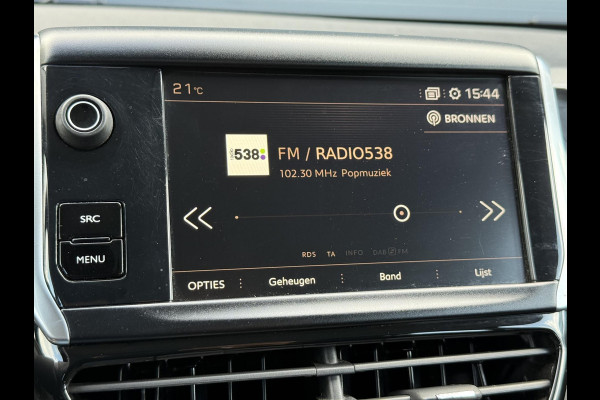 21°C
15:44
BRONNEN
538
FM / RADIO538
102.30 MHz Popmuziek
SRC
MENU
RDS TA INFO DAB FM
OPTIES Geheugen Band Lijst